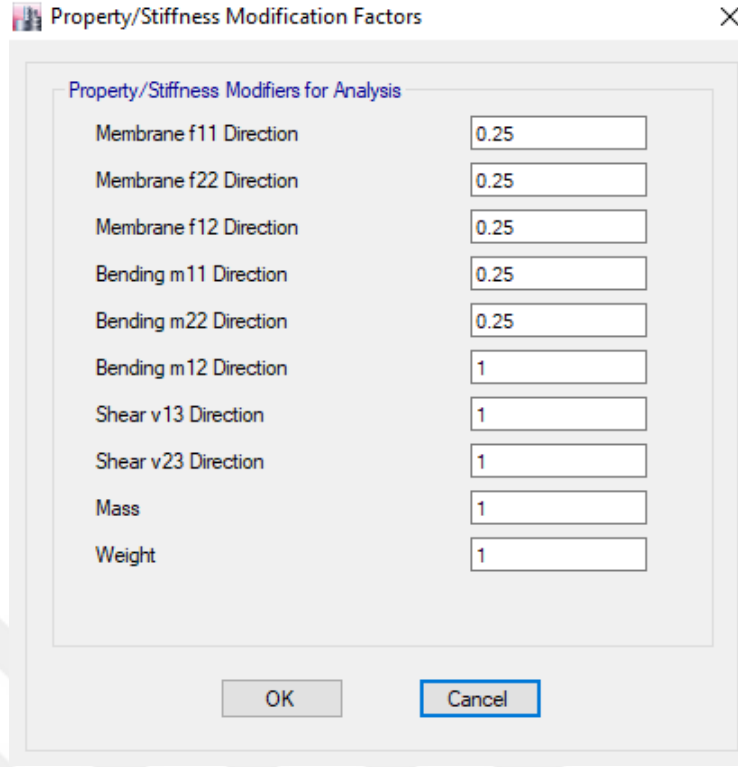 Property/Stiffness Modification Factors
Property/Stiffness Modifiers for Analysis
Membrane f11 Direction 0.25
Membrane f22 Direction 0.25
Membrane f12 Direction 0.25
Bending m11 Direction 0.25
Bending m22 Direction 0.25
Bending m12 Direction 1
Shear v13 Direction 1
Shear v23 Direction 1
Mass 1
Weight 1
OK Cancel